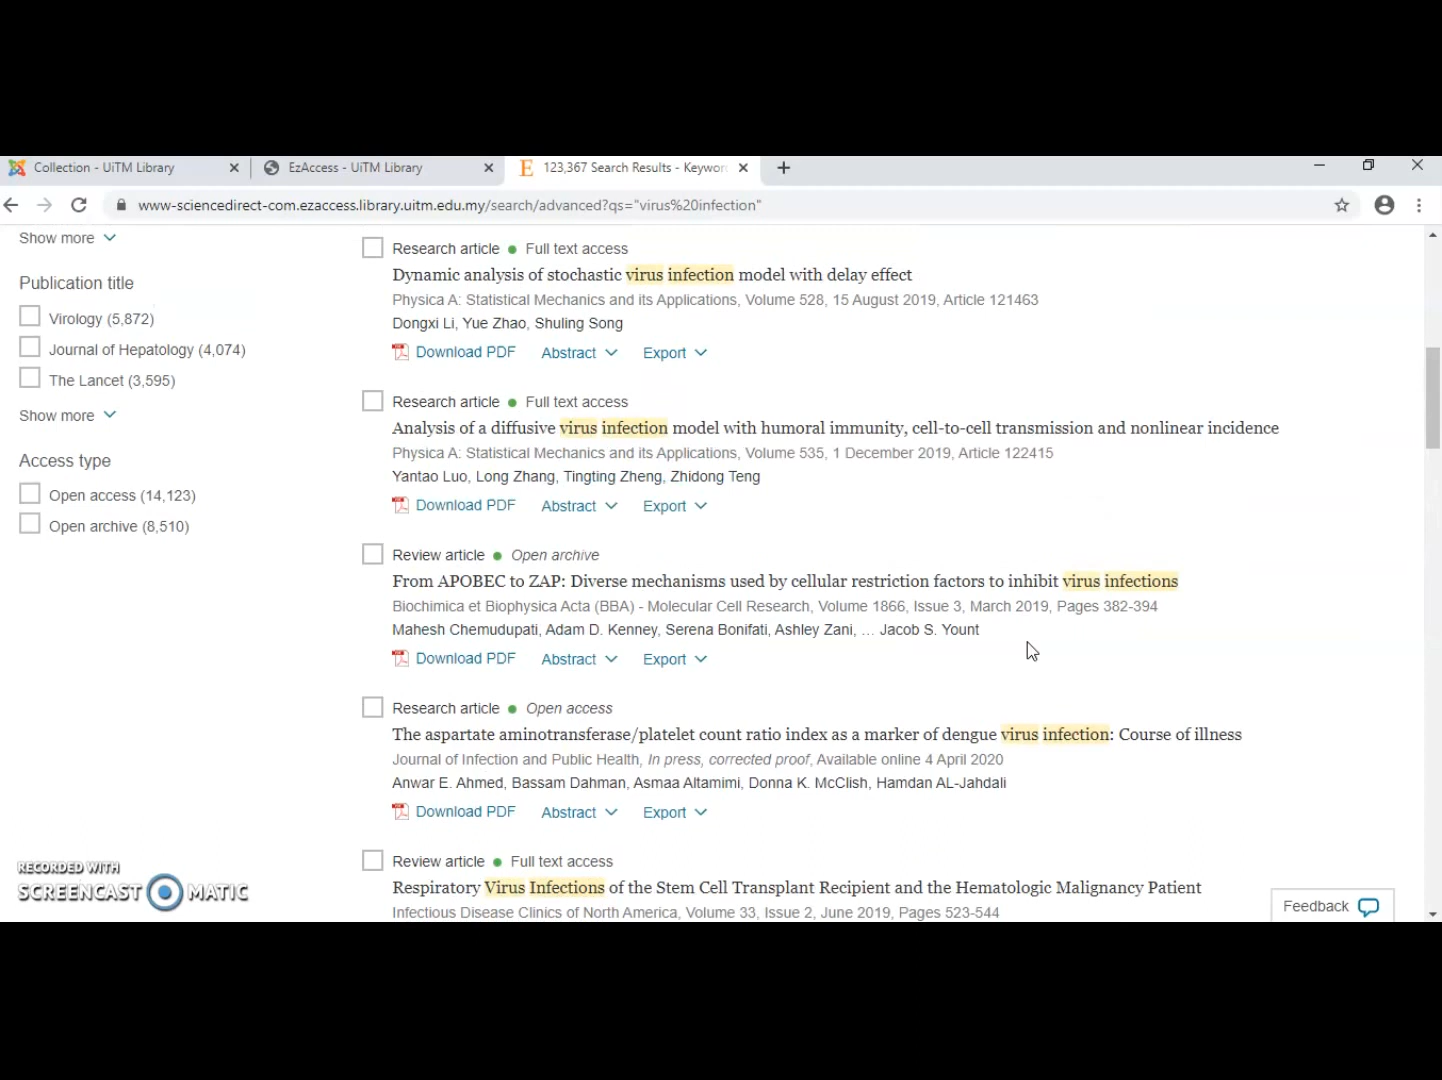 Collection - UiTM Library
EzAccess - UiTM Library
123,367 Search Results - Keywor
www-sciencedirect-com.ezaccess.library.uitm.edu.my/search/advanced?qs="virus%20infection"
Show more
Publication title
Virology (5,872)
Journal of Hepatology (4,074)
The Lancet (3,595)
Show more
Access type
Open access (14,123)
Open archive (8,510)
Research article Full text access
Dynamic analysis of stochastic virus infection model with delay effect
Physica A: Statistical Mechanics and its Applications, Volume 528, 15 August 2019, Article 121463
Dongxi Li, Yue Zhao, Shuling Song
Download PDF Abstract Export
Research article Full text access
Analysis of a diffusive virus infection model with humoral immunity, cell-to-cell transmission and nonlinear incidence
Physica A: Statistical Mechanics and its Applications, Volume 535, 1 December 2019, Article 122415
Yantao Luo, Long Zhang, Tingting Zheng, Zhidong Teng
Download PDF Abstract Export
Review article Open archive
From APOBEC to ZAP: Diverse mechanisms used by cellular restriction factors to inhibit virus infections
Biochimica et Biophysica Acta (BBA) - Molecular Cell Research, Volume 1866, Issue 3, March 2019, Pages 382-394
Mahesh Chemudupati, Adam D. Kenney, Serena Bonifati, Ashley Zani, … Jacob S. Yount
Download PDF Abstract Export
Research article Open access
The aspartate aminotransferase/platelet count ratio index as a marker of dengue virus infection: Course of illness
Journal of Infection and Public Health, In press, corrected proof, Available online 4 April 2020
Anwar E. Ahmed, Bassam Dahman, Asmaa Altamimi, Donna K. McClish, Hamdan AL-Jahdali
Download PDF Abstract Export
Review article Full text access
Respiratory Virus Infections of the Stem Cell Transplant Recipient and the Hematologic Malignancy Patient
Infectious Disease Clinics of North America, Volume 33, Issue 2, June 2019, Pages 523-544
RECORDED WITH
SCREENCAST MATIC
Feedback